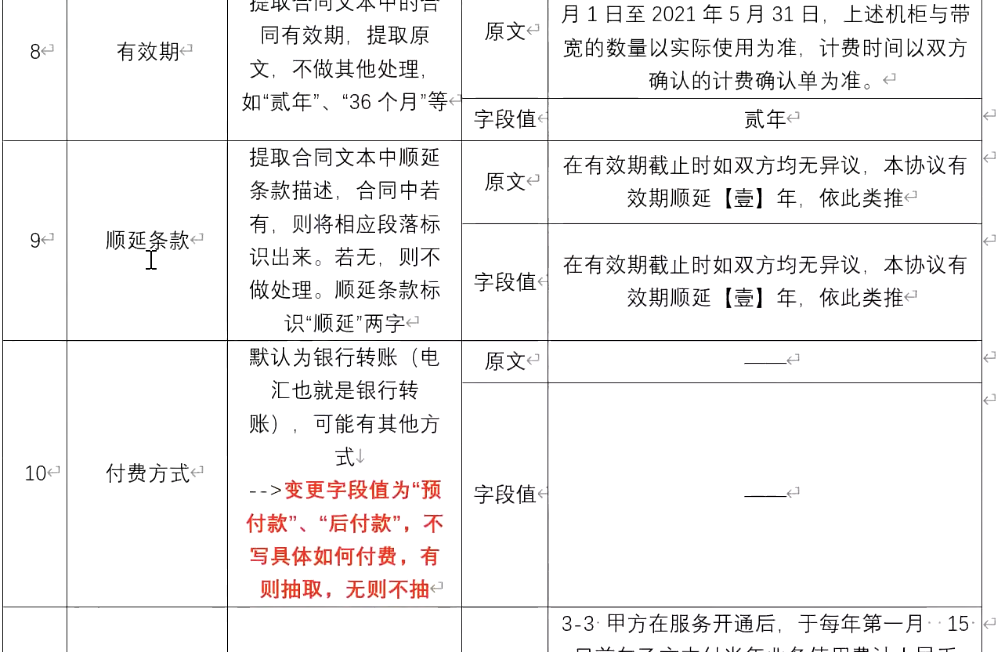 8
有效期
提取合同文本中的合
同有效期，提取原
文，不做其他处理，
如“贰年”、“36 个月”等
原文
月 1 日至 2021 年 5 月 31 日，上述机柜与带
宽的数量以实际使用为准，计费时间以双方
确认的计费确认单为准。
字段值
贰年
9
顺延条款
提取合同文本中顺延
条款描述，合同中若
有，则将相应段落标
识出来。若无，则不
做处理。顺延条款标
识“顺延”两字
原文
在有效期截止时如双方均无异议，本协议有
效期顺延【壹】年，依此类推
字段值
在有效期截止时如双方均无异议，本协议有
效期顺延【壹】年，依此类推
10
付费方式
默认为银行转账（电
汇也就是银行转
账），可能有其他方
式
-->变更字段值为“预
付款”、“后付款”，不
写具体如何付费，有
则抽取，无则不抽
原文
——
字段值
——
3-3 甲方在服务开通后，于每年第一月 15